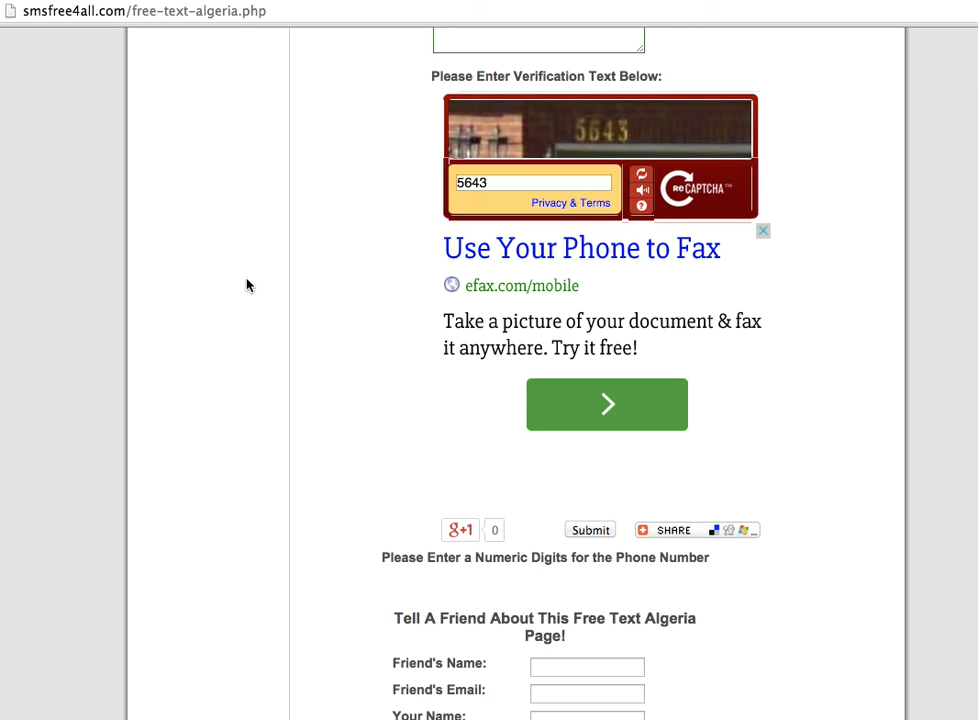 smsfree4all.com/free-text-algeria.php
Please Enter Verification Text Below:
5643
5643
Privacy & Terms
reCAPTCHA™
Use Your Phone to Fax
efax.com/mobile
Take a picture of your document & fax
it anywhere. Try it free!
g+1 0 Submit SHARE ...
Please Enter a Numeric Digits for the Phone Number
Tell A Friend About This Free Text Algeria
Page!
Friend's Name:
Friend's Email:
Your Name: